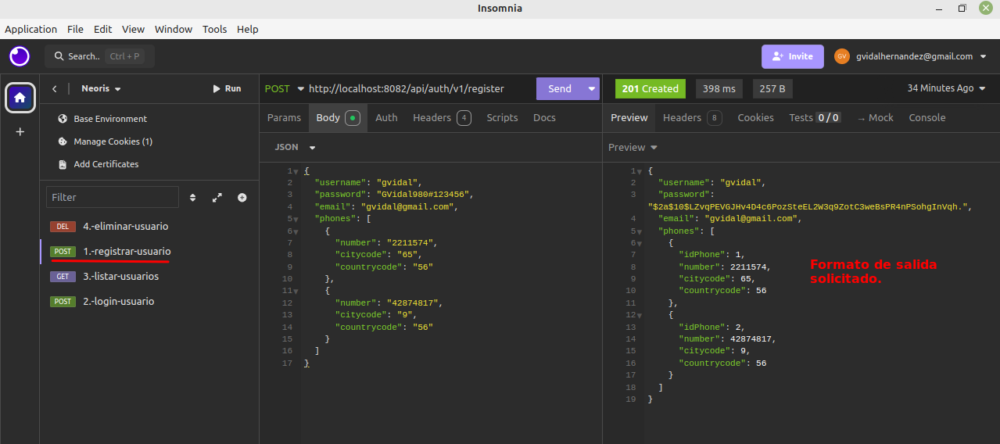 Insomnia
Application File Edit View Window Tools Help
Search.. Ctrl + P
Invite
GV gvidalhernandez@gmail.com
Neoris
Run
Base Environment
Manage Cookies (1)
Add Certificates
Filter
DEL 4.-eliminar-usuario
POST 1.-registrar-usuario
GET 3.-listar-usuarios
POST 2.-login-usuario
POST http://localhost:8082/api/auth/v1/register Send
Params Body Auth Headers 4 Scripts Docs
JSON
1 {
2 "username": "gvidal",
3 "password": "GVidal980#123456",
4 "email": "gvidal@gmail.com",
5 "phones": [
6 {
7 "number": "2211574",
8 "citycode": "65",
9 "countrycode": "56"
10 },
11 {
12 "number": "42874817",
13 "citycode": "9",
14 "countrycode": "56"
15 }
16 ]
17 }
201 Created 398 ms 257 B 34 Minutes Ago
Preview Headers 8 Cookies Tests 0 / 0 → Mock Console
Preview
1 {
2 "username": "gvidal",
3 "password":
"$2a$10$LZvqPEVGJHv4D4c6PozSteEL2W3q9ZotC3weBsPR4nPSohgInVqh.",
4 "email": "gvidal@gmail.com",
5 "phones": [
6 {
7 "idPhone": 1,
8 "number": 2211574,
9 "citycode": 65,
10 "countrycode": 56
11 },
12 {
13 "idPhone": 2,
14 "number": 42874817,
15 "citycode": 9,
16 "countrycode": 56
17 }
18 ]
19 }
Formato de salida
solicitado.